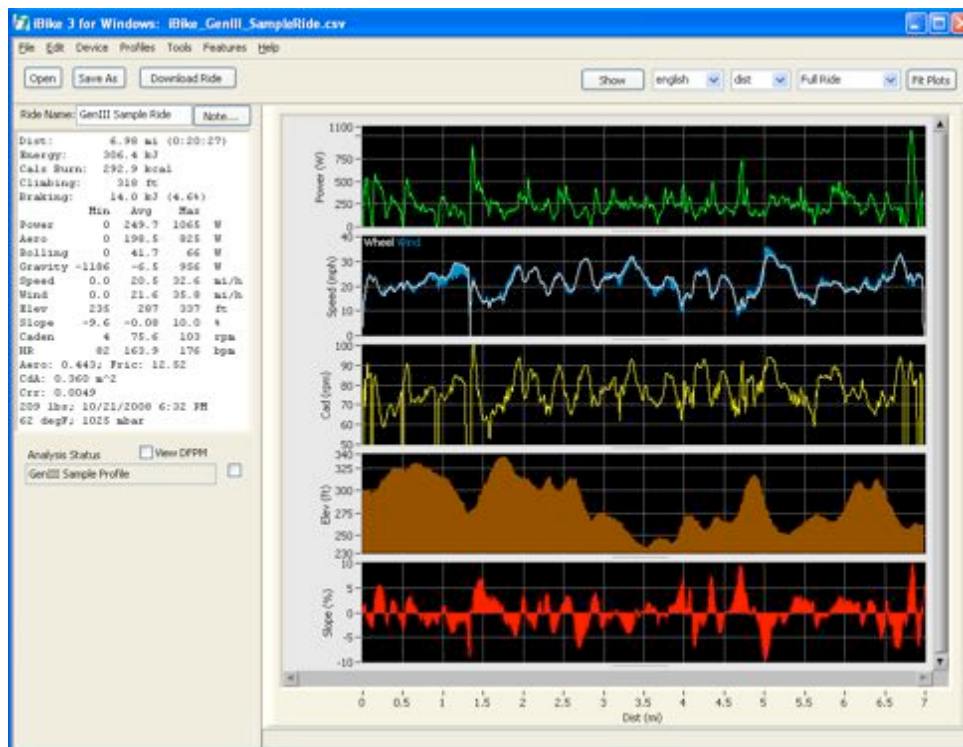 iBike 3 for Windows: iBike_GenIII_SampleRide.csv
File Edit Device Profiles Tools Features Help
Open Save As Download Ride Show english dist Full Ride Fit Plots
Ride Name: GenIII Sample Ride Note...
Dist: 6.98 mi (0:20:27)
Energy: 306.4 kJ
Cals Burn: 292.9 kcal
Climbing: 318 ft
Braking: 14.0 kJ (4.6%)
Min Avg Max
Power 0 249.7 1065 W
Aero 0 198.5 825 W
Rolling 0 41.7 66 W
Gravity -1186 -6.5 956 W
Speed 0.0 20.5 32.6 mi/h
Wind 0.0 21.6 35.8 mi/h
Elev 235 287 337 ft
Slope -9.6 -0.08 10.0 %
Caden 4 75.6 103 rpm
HR 82 163.9 176 bpm
Aero: 0.443; Fric: 12.52
CdA: 0.360 m^2
Crr: 0.0049
209 lbs; 10/21/2008 6:32 PM
62 degF; 1025 mbar
Analysis Status View DFPM
GenIII Sample Profile
Power (W)
1100
750
500
250
0
Speed (mph)
Wheel Wind
40
30
20
10
0
Cad (rpm)
100
90
80
70
60
50
Elev (ft)
340
325
300
275
250
230
Slope (%)
10
5
0
-5
-10
0 0.5 1 1.5 2 2.5 3 3.5 4 4.5 5 5.5 6 6.5 7
Dist (mi)